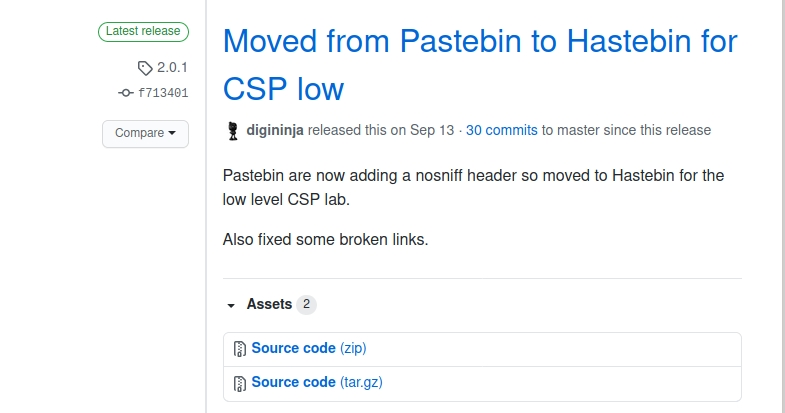 Latest release
2.0.1
f713401
Compare
Moved from Pastebin to Hastebin for
CSP low
digininja released this on Sep 13 · 30 commits to master since this release
Pastebin are now adding a nosniff header so moved to Hastebin for the
low level CSP lab.
Also fixed some broken links.
Assets 2
Source code (zip)
Source code (tar.gz)